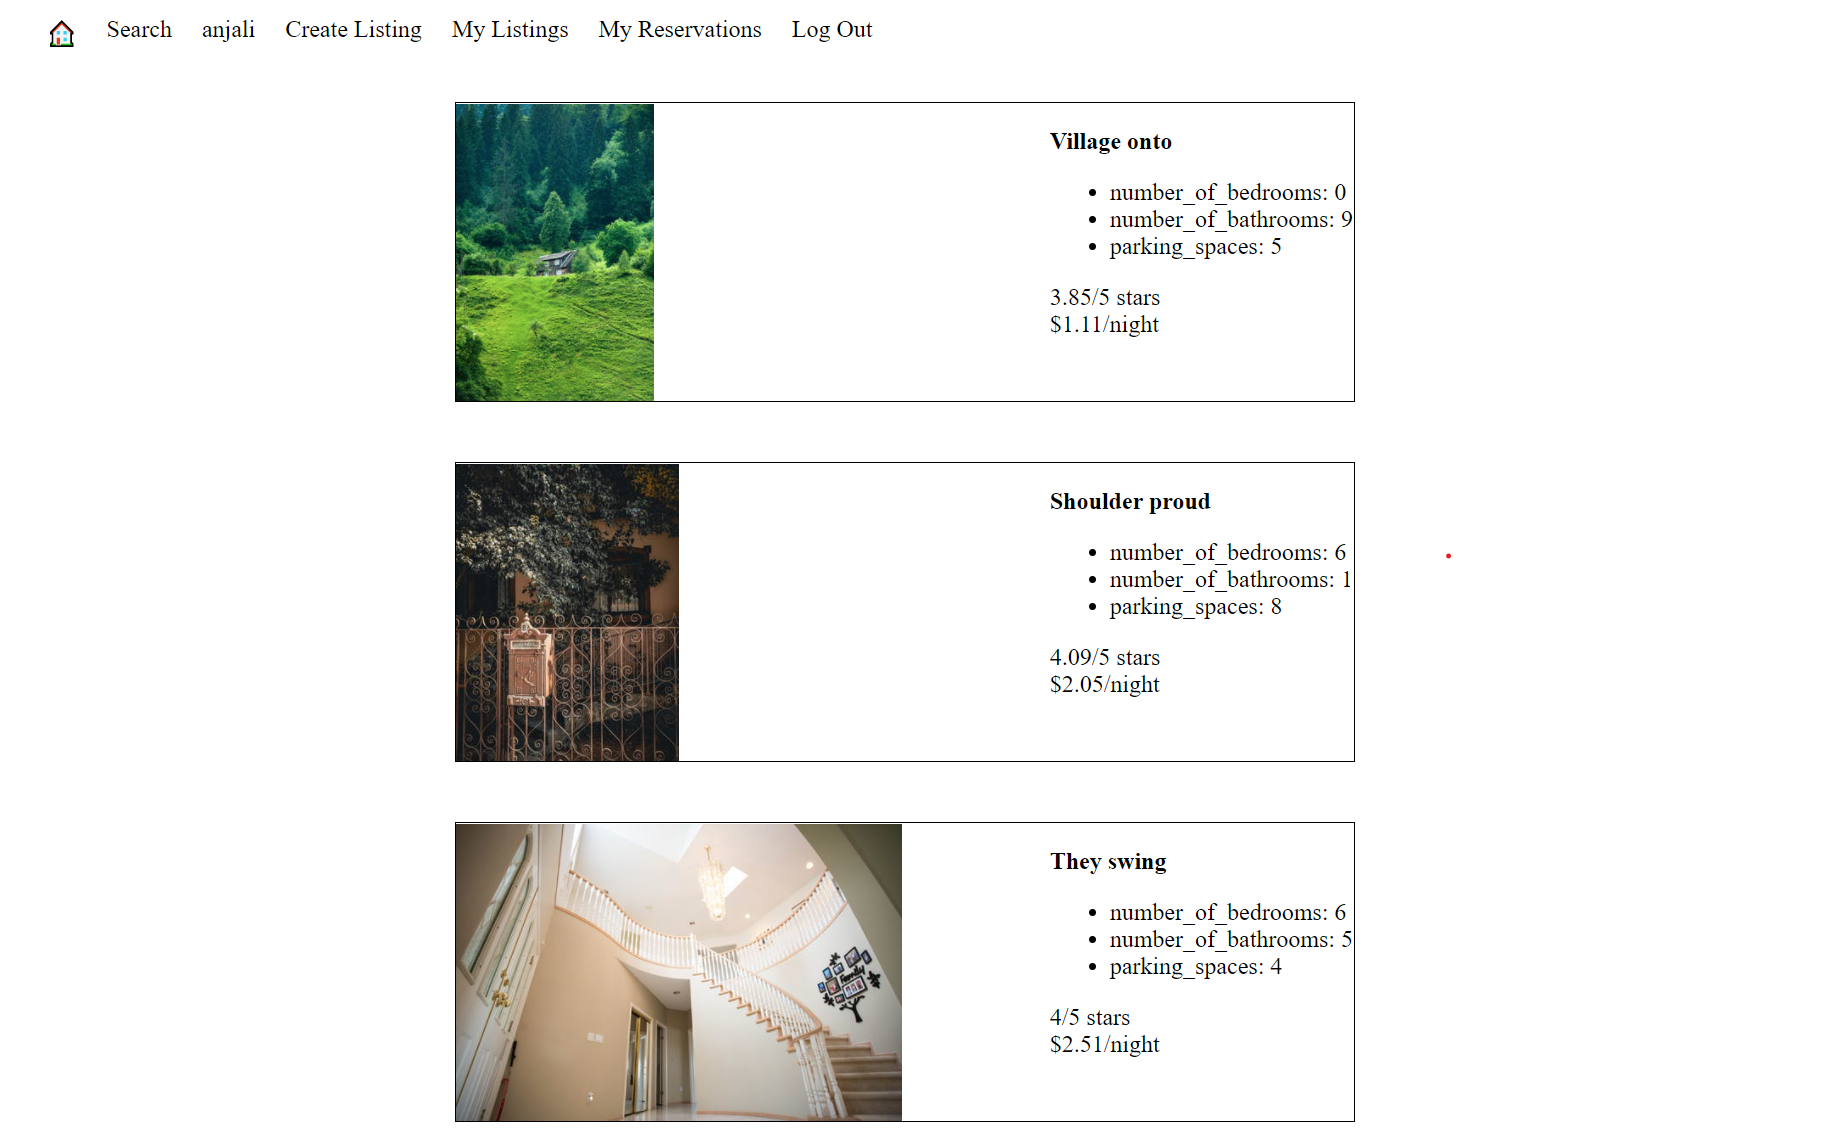 Search anjali Create Listing My Listings My Reservations Log Out
Village onto
number_of_bedrooms: 0
number_of_bathrooms: 9
parking_spaces: 5
3.85/5 stars
$1.11/night
Shoulder proud
number_of_bedrooms: 6
number_of_bathrooms: 1
parking_spaces: 8
4.09/5 stars
$2.05/night
They swing
number_of_bedrooms: 6
number_of_bathrooms: 5
parking_spaces: 4
Family
4/5 stars
$2.51/night